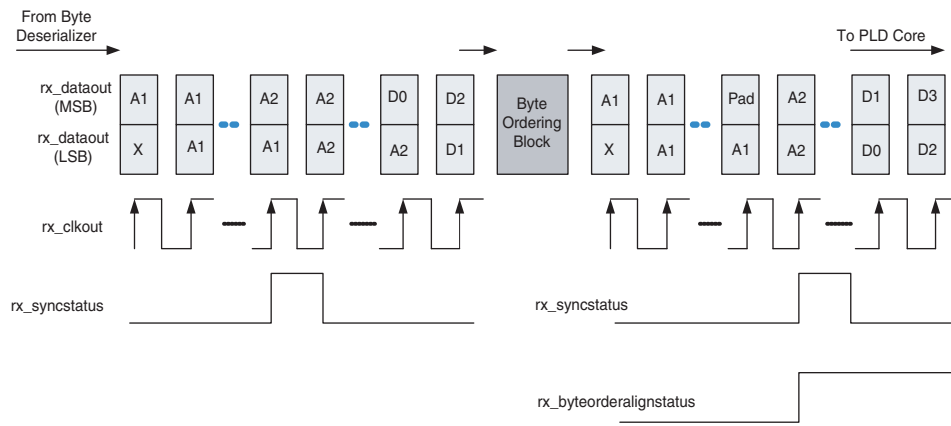 From Byte
Deserializer
To PLD Core
rx_dataout
(MSB)
A1 A1 A2 A2 D0 D2
Byte
Ordering
Block
A1 A1 Pad A2 D1 D3
rx_dataout
(LSB)
X A1 A1 A2 A2 D1
X A1 A1 A2 D0 D2
rx_clkout
rx_syncstatus
rx_syncstatus
rx_byteorderalignstatus